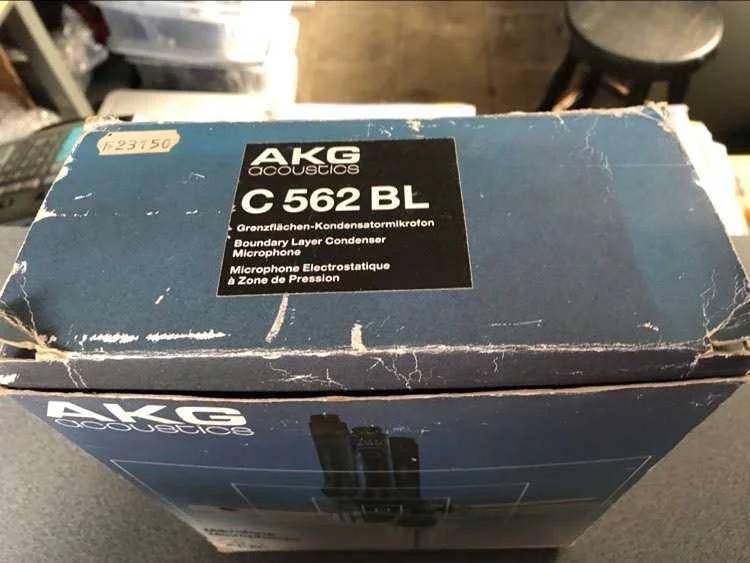 F23150
AKG
acoustics
C 562 BL
Grenzflächen-Kondensatormikrofon
Boundary Layer Condenser
Microphone
Microphone Electrostatique
à Zone de Pression
AKG
acoustics